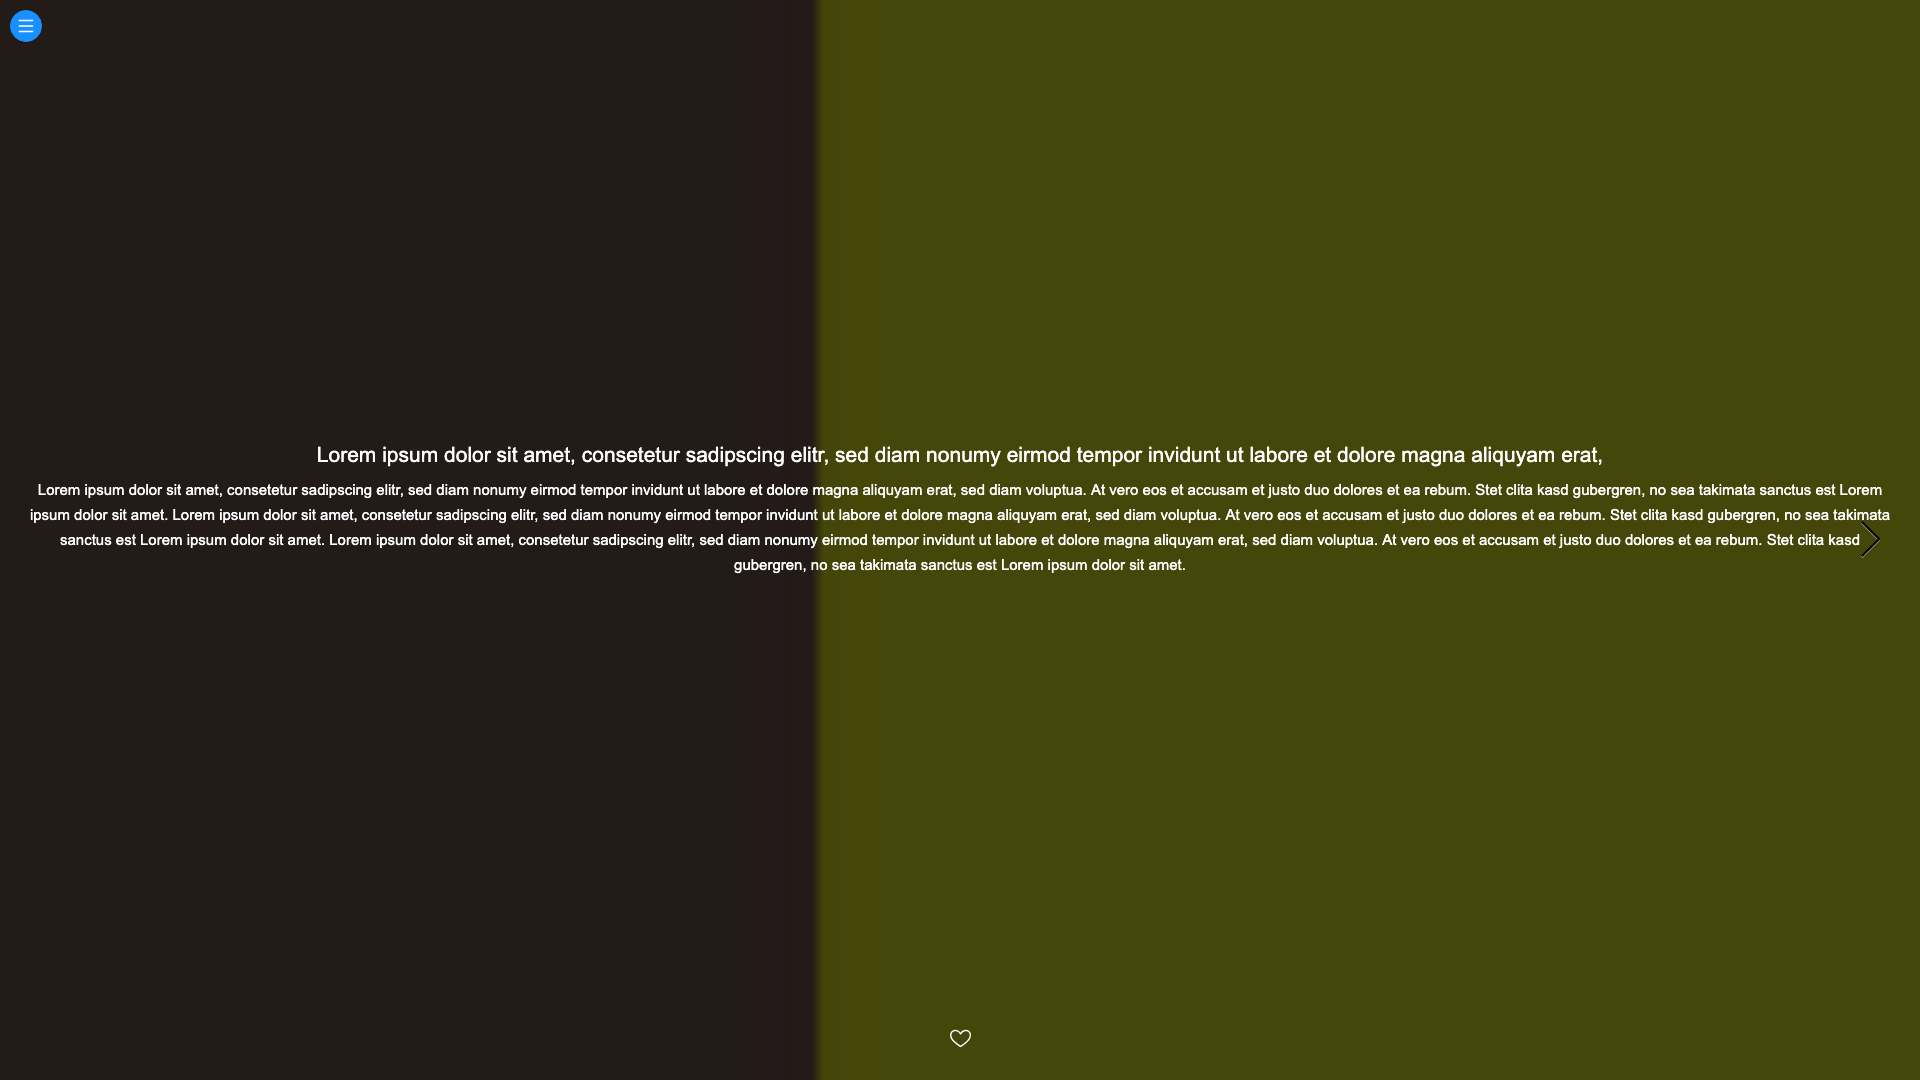 Lorem ipsum dolor sit amet, consetetur sadipscing elitr, sed diam nonumy eirmod tempor invidunt ut labore et dolore magna aliquyam erat,
Lorem ipsum dolor sit amet, consetetur sadipscing elitr, sed diam nonumy eirmod tempor invidunt ut labore et dolore magna aliquyam erat, sed diam voluptua. At vero eos et accusam et justo duo dolores et ea rebum. Stet clita kasd gubergren, no sea takimata sanctus est Lorem
ipsum dolor sit amet. Lorem ipsum dolor sit amet, consetetur sadipscing elitr, sed diam nonumy eirmod tempor invidunt ut labore et dolore magna aliquyam erat, sed diam voluptua. At vero eos et accusam et justo duo dolores et ea rebum. Stet clita kasd gubergren, no sea takimata
sanctus est Lorem ipsum dolor sit amet. Lorem ipsum dolor sit amet, consetetur sadipscing elitr, sed diam nonumy eirmod tempor invidunt ut labore et dolore magna aliquyam erat, sed diam voluptua. At vero eos et accusam et justo duo dolores et ea rebum. Stet clita kasd
gubergren, no sea takimata sanctus est Lorem ipsum dolor sit amet.